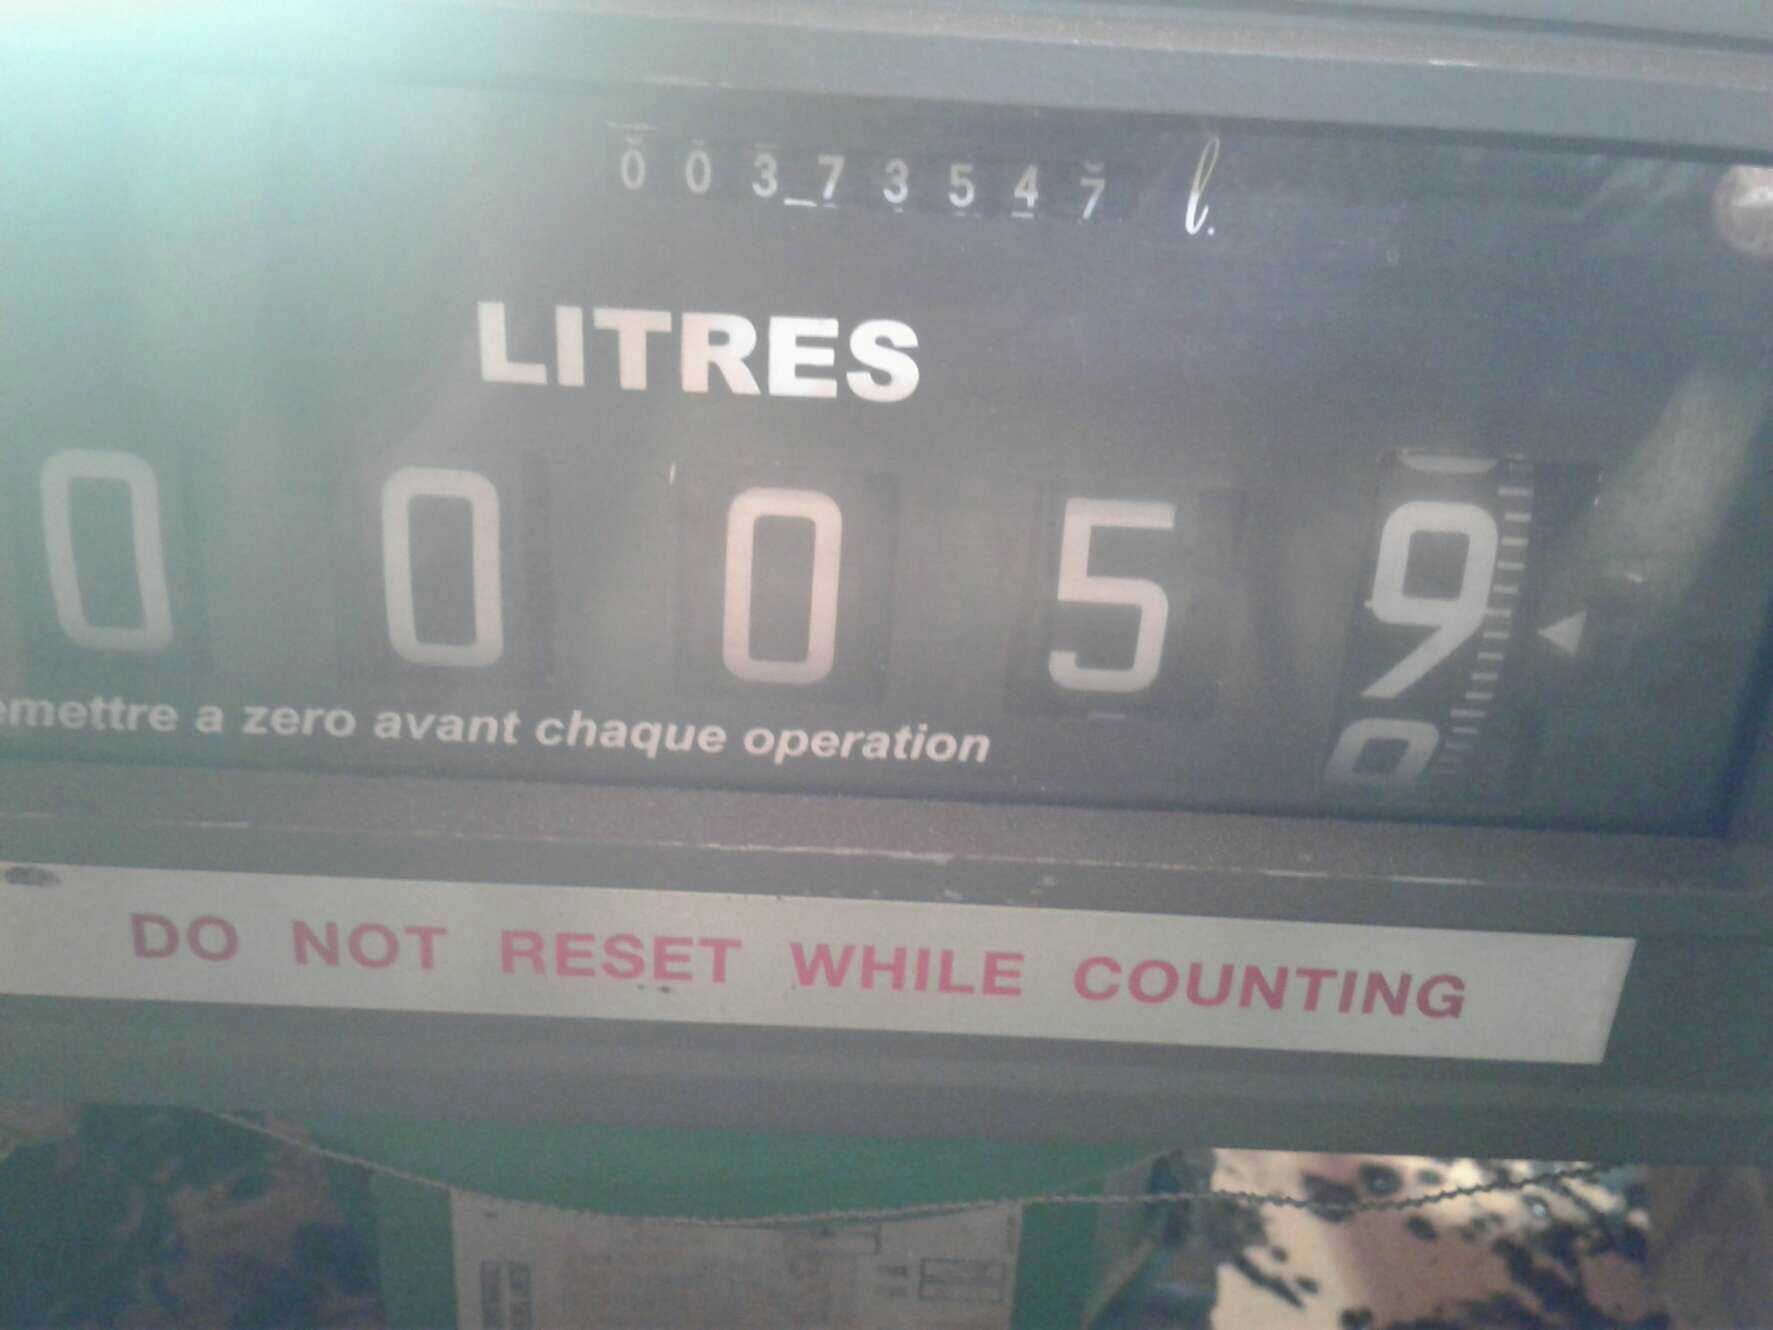 0 0 3 7 3 5 4 7 l.
LITRES
0 0 0 5 9
0
emettre a zero avant chaque operation
DO NOT RESET WHILE COUNTING